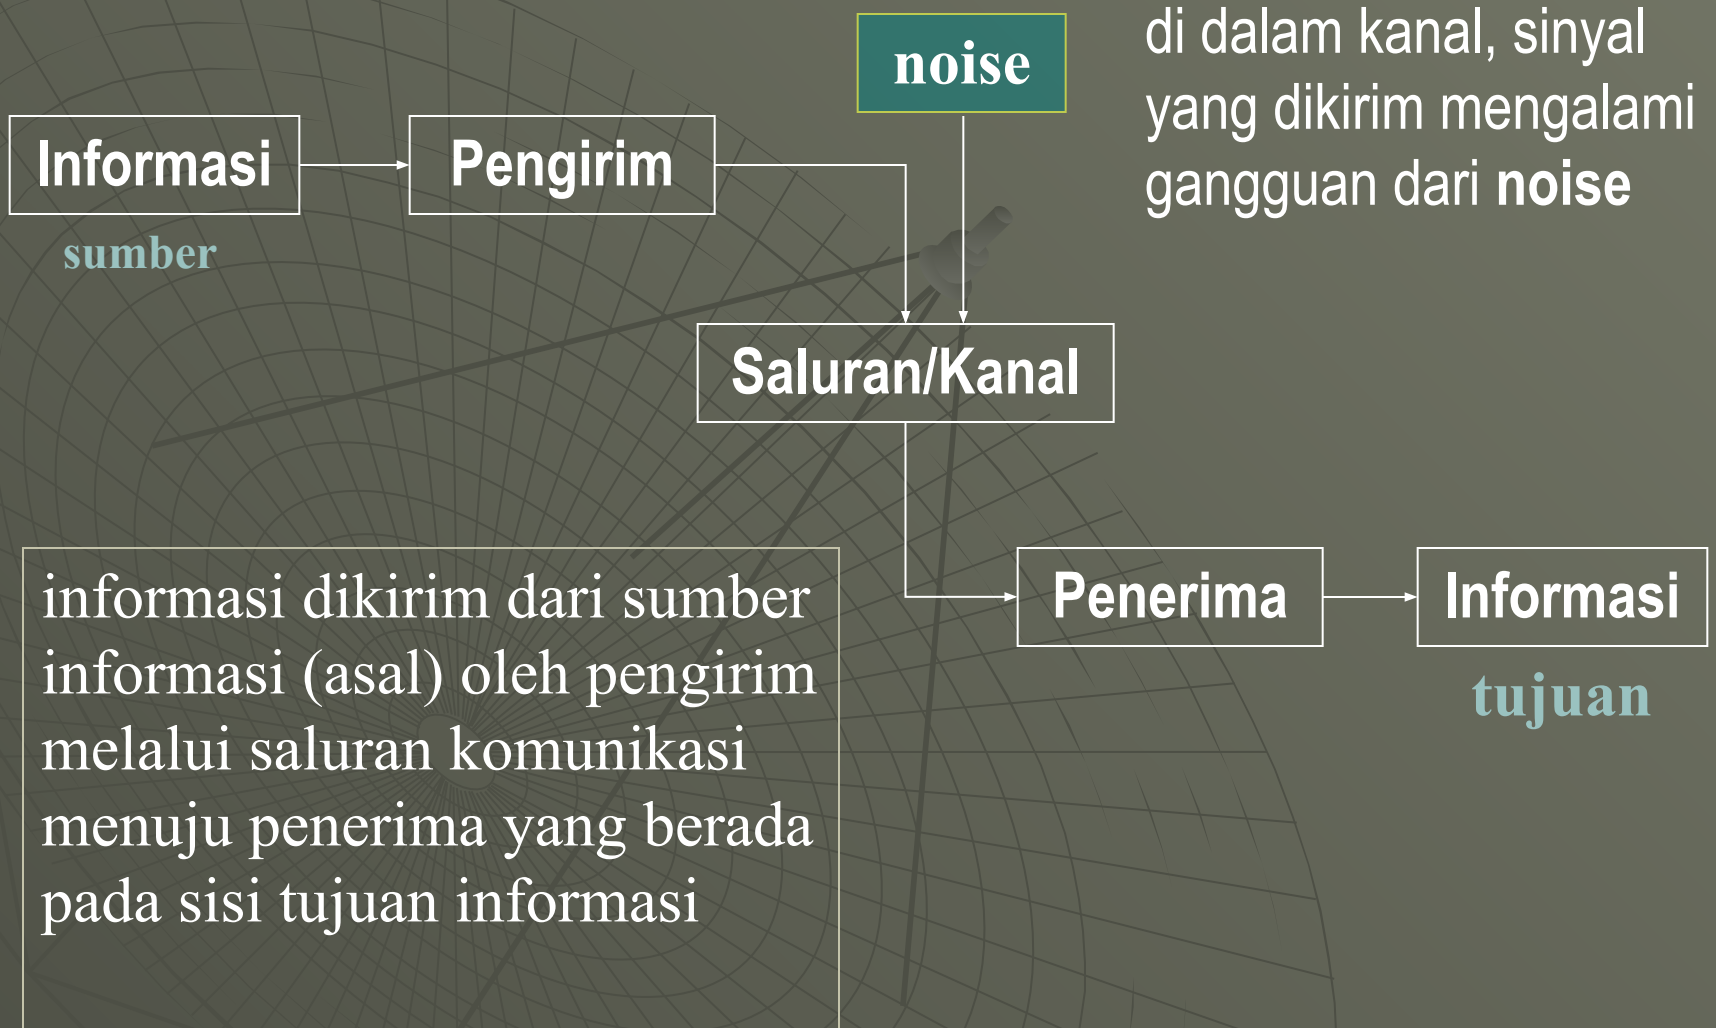 noise
di dalam kanal, sinyal
yang dikirim mengalami
gangguan dari noise
Informasi
Pengirim
sumber
Saluran/Kanal
Penerima
Informasi
tujuan
informasi dikirim dari sumber
informasi (asal) oleh pengirim
melalui saluran komunikasi
menuju penerima yang berada
pada sisi tujuan informasi